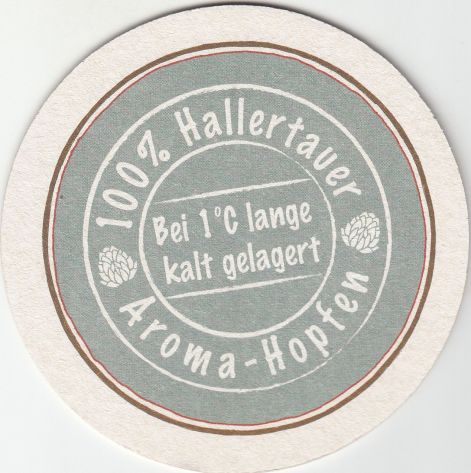 100% Hallertauer
Bei 1°C lange
kalt gelagert
Aroma-Hopfen